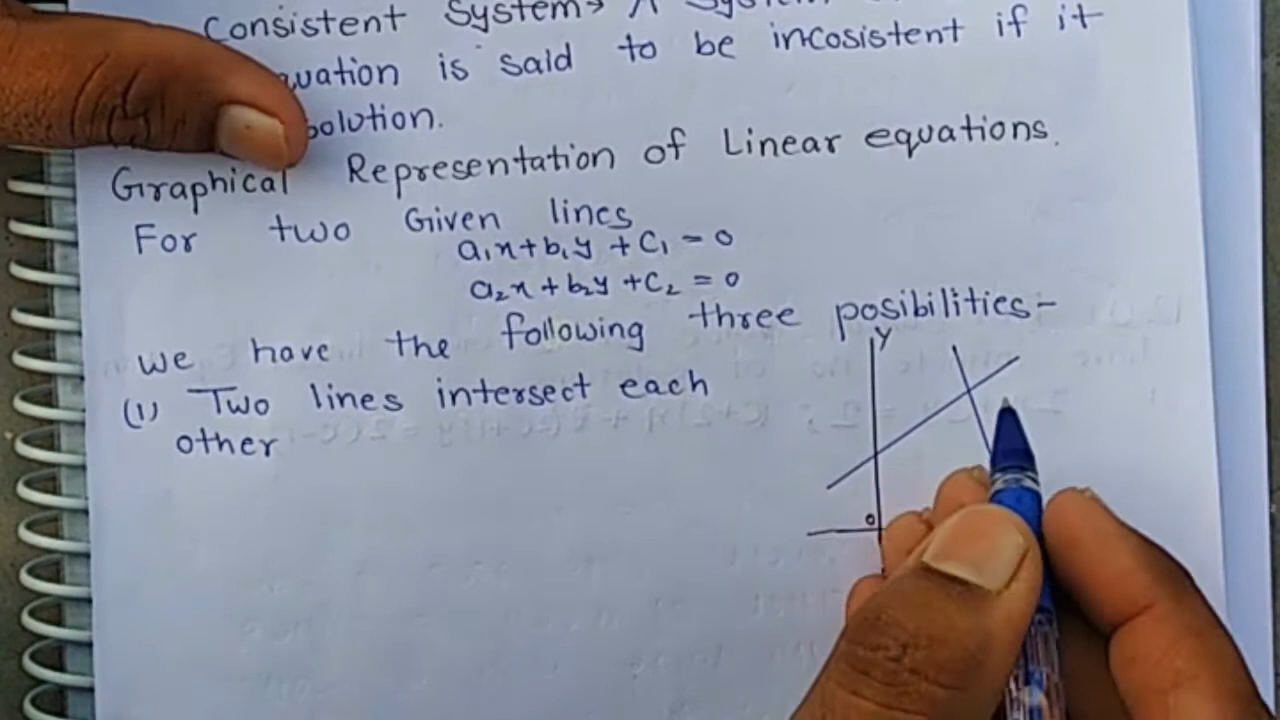 Consistent System→ A
is said to be incosistent if it
solution.
Graphical Representation of Linear equations.
For two Given lines
a₁x+b₁y +C₁ = 0
a₂x+b₂y +C₂ = 0
we have the following three posibilities:-
(1) Two lines intersect each
other
y
0